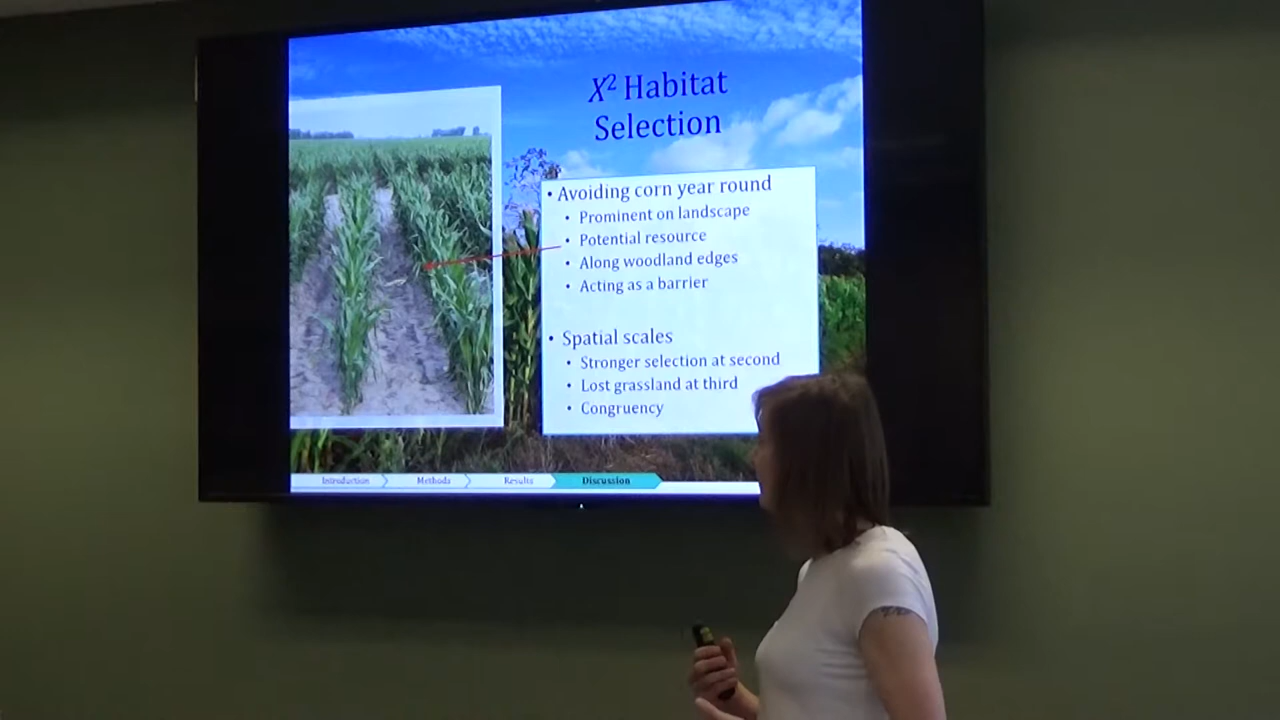 X² Habitat
Selection
• Avoiding corn year round
• Prominent on landscape
• Potential resource
• Along woodland edges
• Acting as a barrier
• Spatial scales
• Stronger selection at second
• Lost grassland at third
• Congruency
Introduction Methods Results Discussion